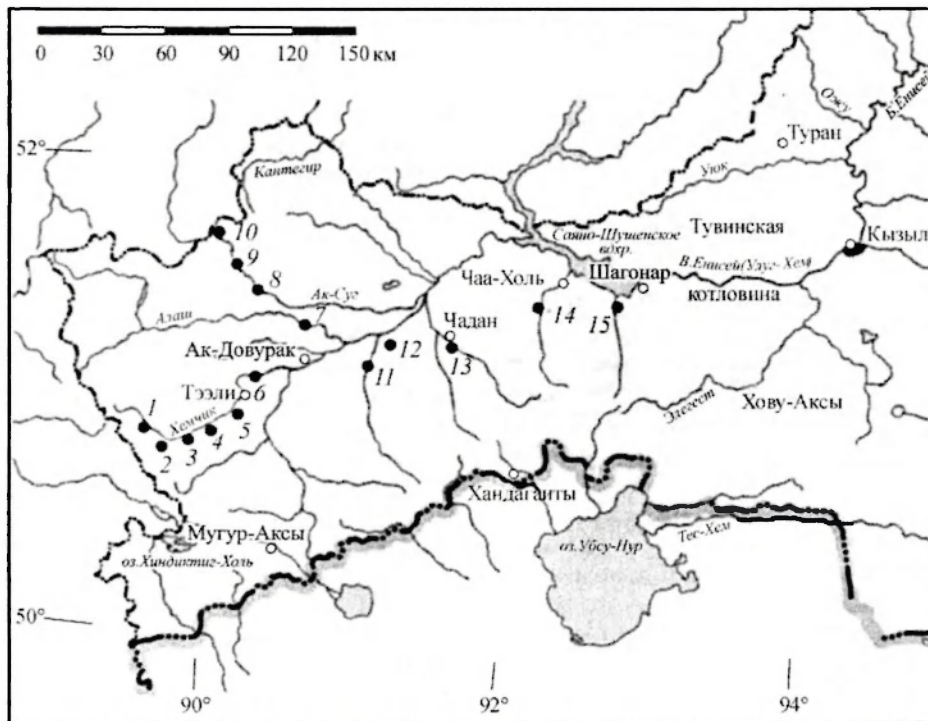 0 30 60 90 120 150 км
52°
Кантегир
Ожу
Б.Енисей
Туран
Уюк
10
9
8
Саяно-Шушенское
вдхр.
Тувинская
Кызыл
Чаа-Холь
Шагонар
В.Енисей(Улуг-Хем)
котловина
Ак-Суг
Алаш
7
14
15
Чадан
Ак-Довурак
12
13
11
Тээли
6
Хемчик
1
2
3
4
5
Элегест
Хову-Аксы
Хандагайты
Мугур-Аксы
оз.Хиндиктиг-Холь
оз.Убсу-Нур
Тес-Хем
50°
90°
92°
94°